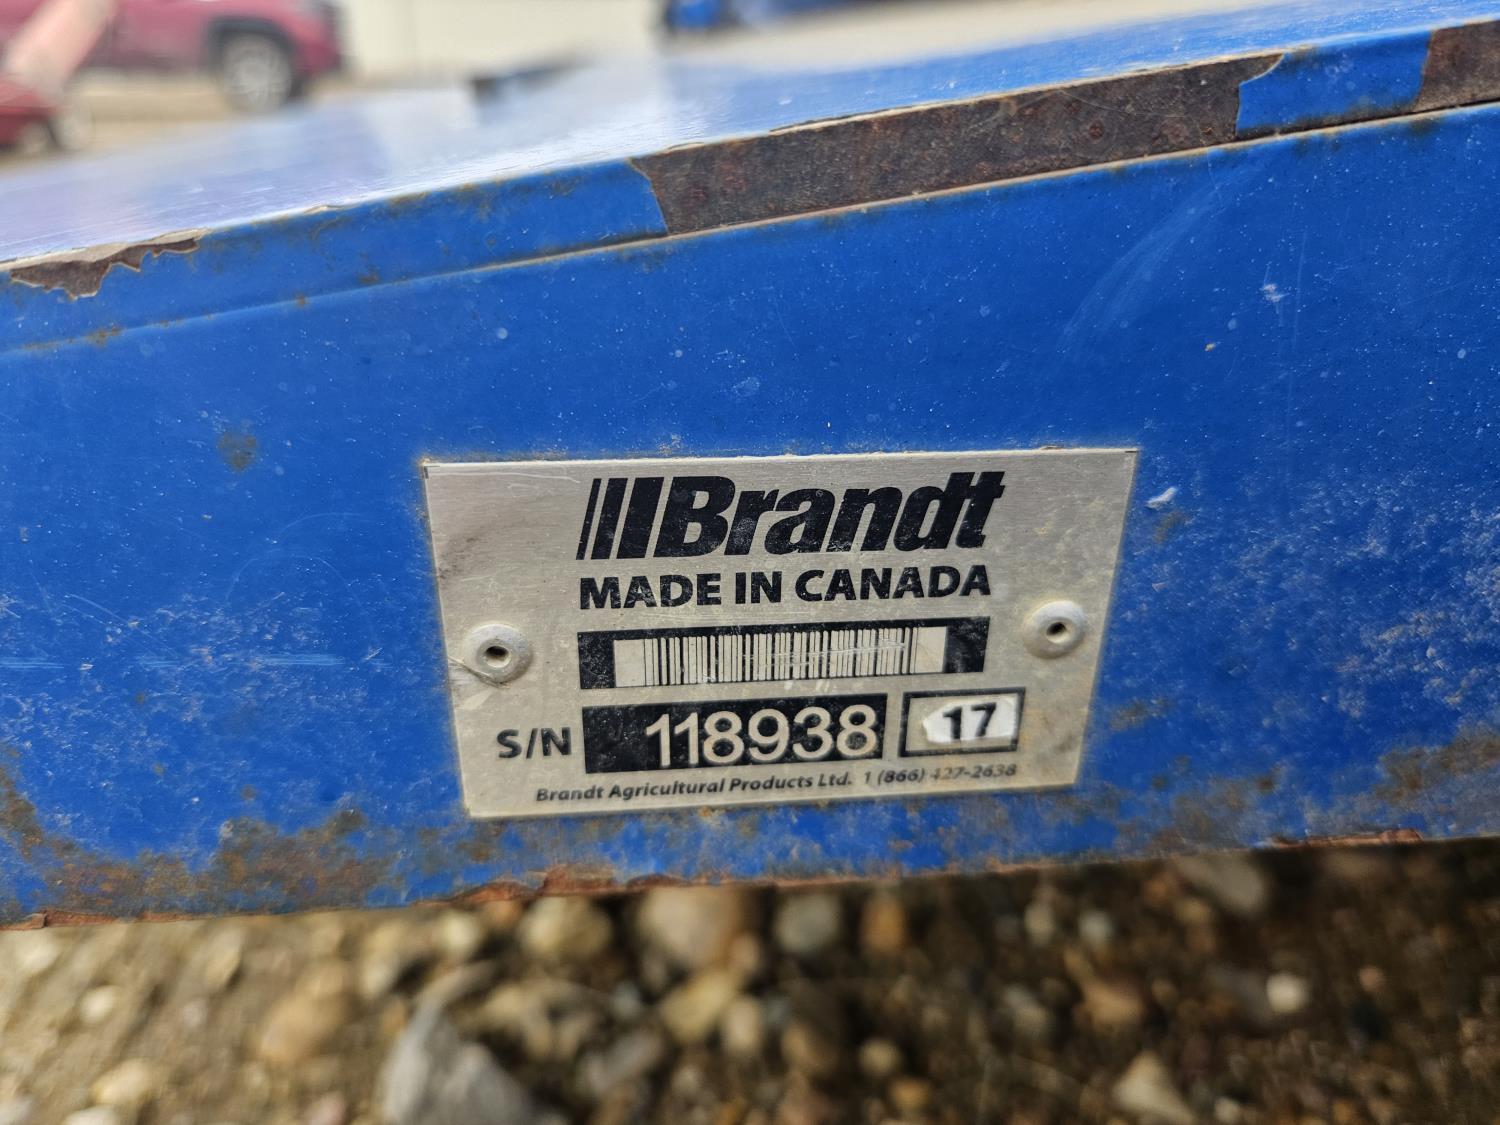 Brandt
MADE IN CANADA
S/N 118938 17
Brandt Agricultural Products Ltd. 1 (866) 427-2638